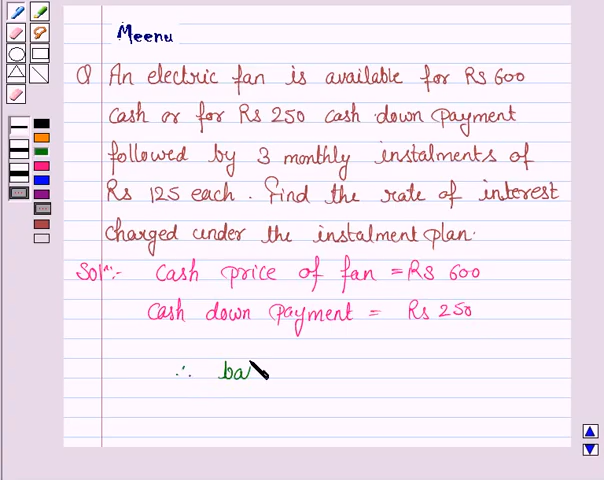 Meenu
Q An electric fan is available for Rs 600
cash or for Rs 250 cash down payment
followed by 3 monthly instalments of
Rs 125 each. Find the rate of interest
charged under the instalment plan.
Solⁿ:- Cash price of fan = Rs 600
Cash down payment = Rs 250
∴ ba